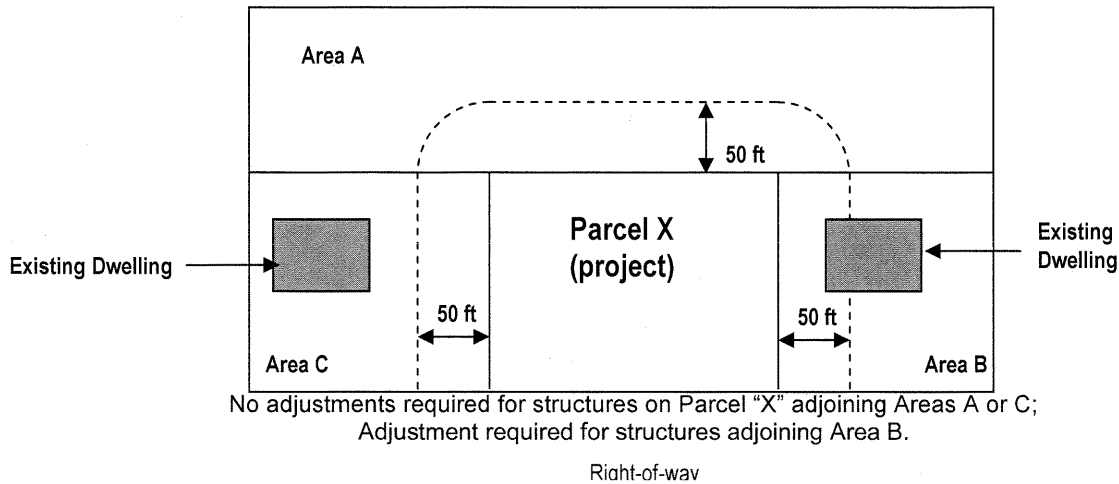 Area A
50 ft
Parcel X
(project)
Existing Dwelling
Existing
Dwelling
50 ft
50 ft
Area C
Area B
No adjustments required for structures on Parcel “X” adjoining Areas A or C;
Adjustment required for structures adjoining Area B.
Right-of-way